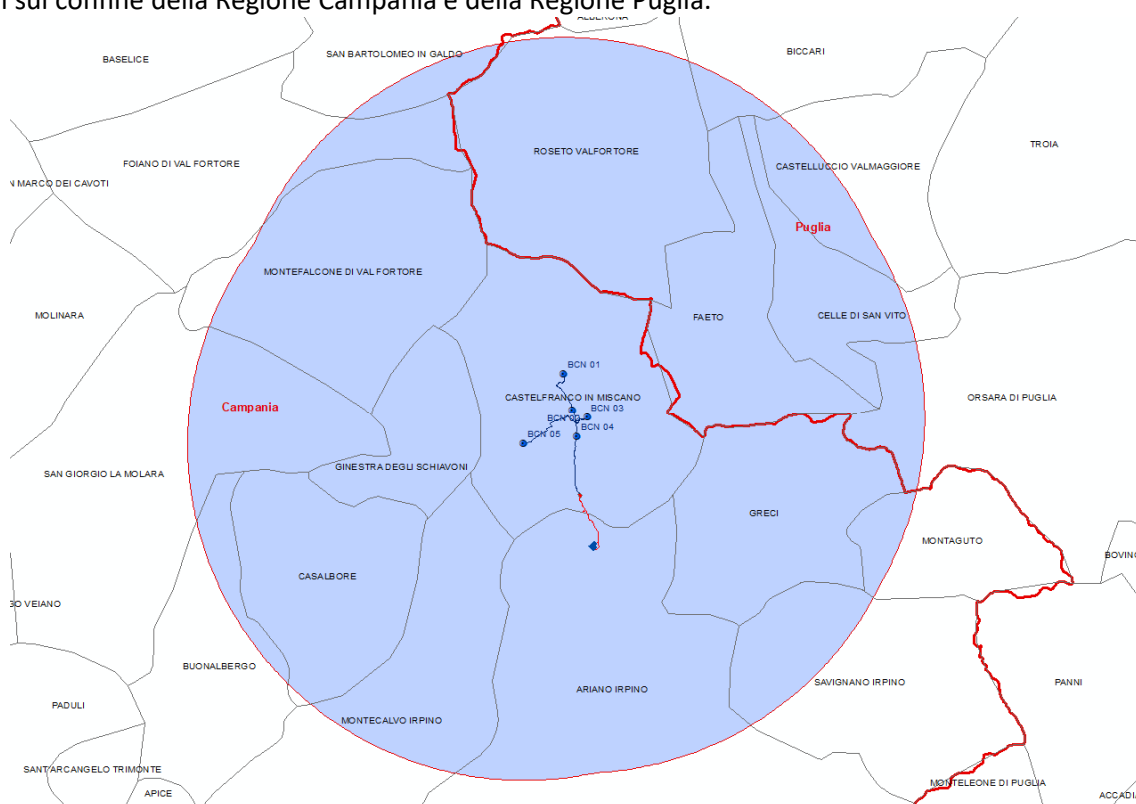 sul confine della Regione Campania e della Regione Puglia.
ALBERONA
SAN BARTOLOMEO IN GALDO
BICCARI
BASELICE
TROIA
ROSETO VALFORTORE
FOIANO DI VAL FORTORE
CASTELLUCCIO VALMAGGIORE
N MARCO DEI CAVOTI
Puglia
MONTEFALCONE DI VAL FORTORE
MOLINARA
FAETO
CELLE DI SAN VITO
BCN 01
CASTELFRANCO IN MISCANO
ORSARA DI PUGLIA
Campania
BCN 03
BCN 04
BCN 05
GINESTRA DEGLI SCHIAVONI
SAN GIORGIO LA MOLARA
GRECI
MONTAGUTO
BOVINO
CASALBORE
GO VEIANO
BUONALBERGO
SAVIGNANO IRPINO
PANNI
ARIANO IRPINO
PADULI
MONTECALVO IRPINO
SANT'ARCANGELO TRIMONTE
MONTELEONE DI PUGLIA
APICE
ACCADI